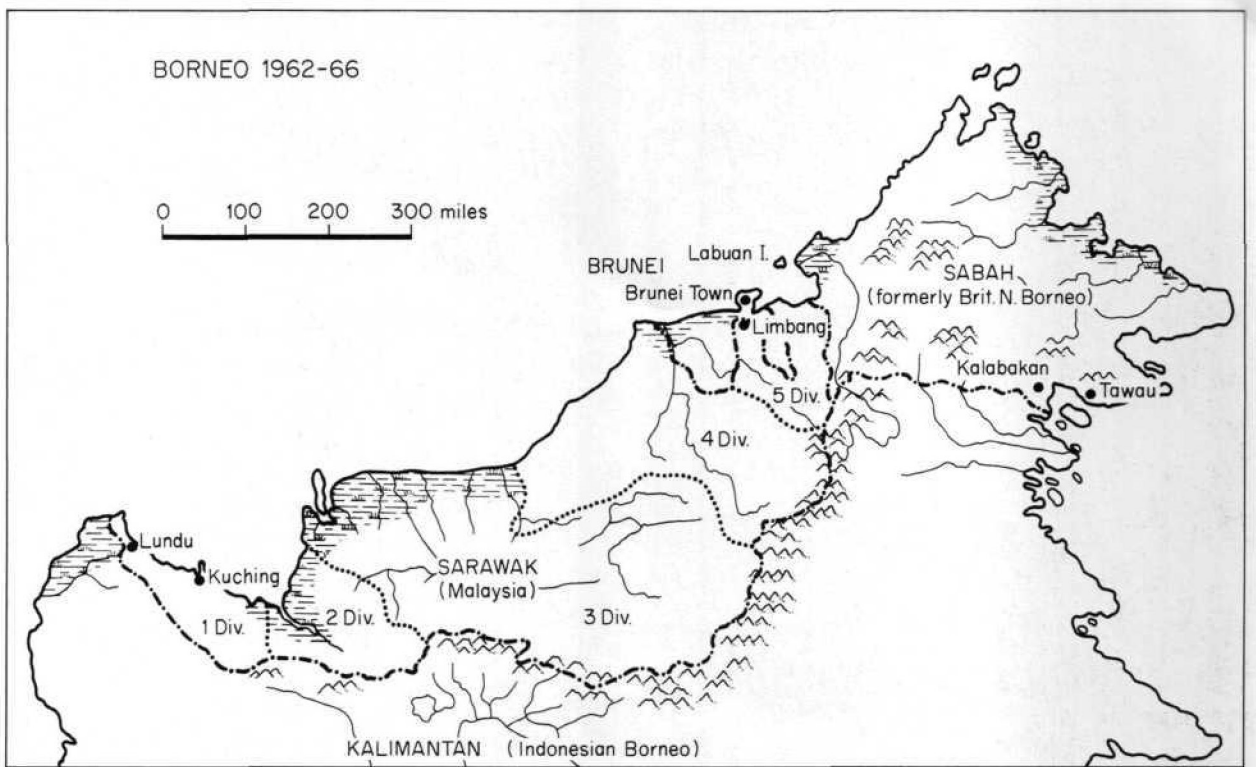 BORNEO 1962-66
0 100 200 300 miles
Labuan I.
BRUNEI
Brunei Town
Limbang
SABAH
(formerly Brit. N. Borneo)
Kalabakan
Tawau
5 Div.
4 Div.
Lundu
Kuching
SARAWAK
(Malaysia)
1 Div.
2 Div.
3 Div.
KALIMANTAN (Indonesian Borneo)